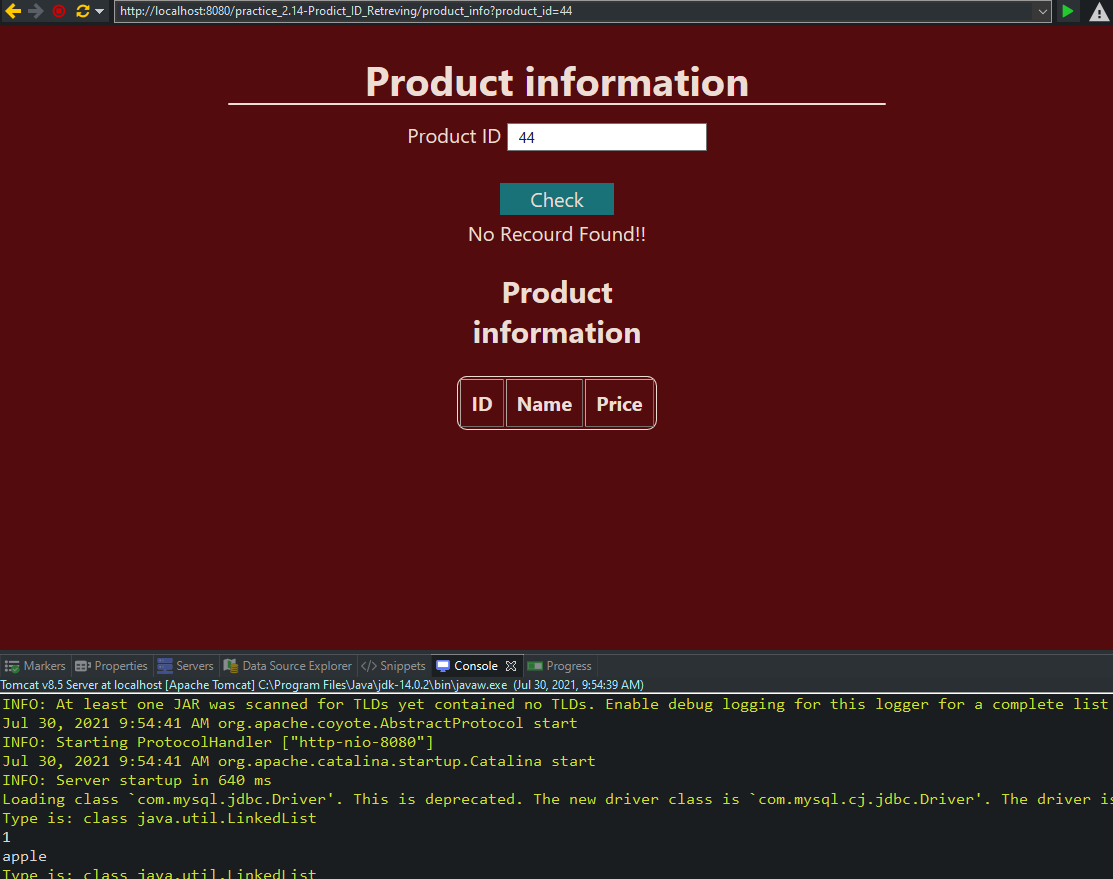 http://localhost:8080/practice_2.14-Prodict_ID_Retreving/product_info?product_id=44
Product information
Product ID 44
Check
No Recourd Found!!
Product
information
ID Name Price
Markers Properties Servers Data Source Explorer Snippets Console Progress
Tomcat v8.5 Server at localhost [Apache Tomcat] C:\Program Files\Java\jdk-14.0.2\bin\javaw.exe (Jul 30, 2021, 9:54:39 AM)
INFO: At least one JAR was scanned for TLDs yet contained no TLDs. Enable debug logging for this logger for a complete list
Jul 30, 2021 9:54:41 AM org.apache.coyote.AbstractProtocol start
INFO: Starting ProtocolHandler ["http-nio-8080"]
Jul 30, 2021 9:54:41 AM org.apache.catalina.startup.Catalina start
INFO: Server startup in 640 ms
Loading class `com.mysql.jdbc.Driver'. This is deprecated. The new driver class is `com.mysql.cj.jdbc.Driver'. The driver is
Type is: class java.util.LinkedList
1
apple
Type is: class java.util.LinkedList